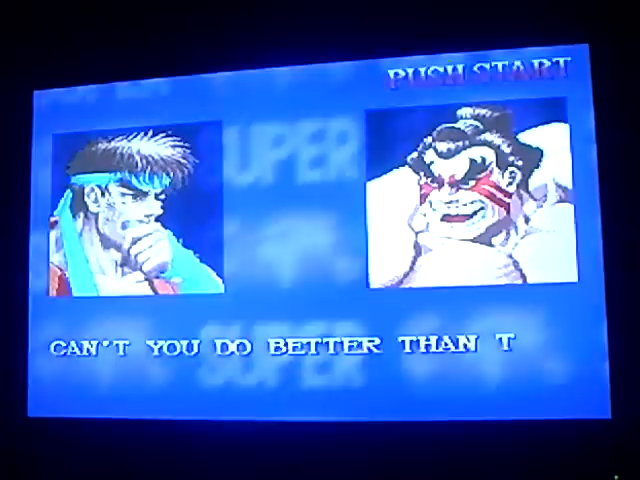 PUSH START
SUPER
CAN'T YOU DO BETTER THAN T
SUPER